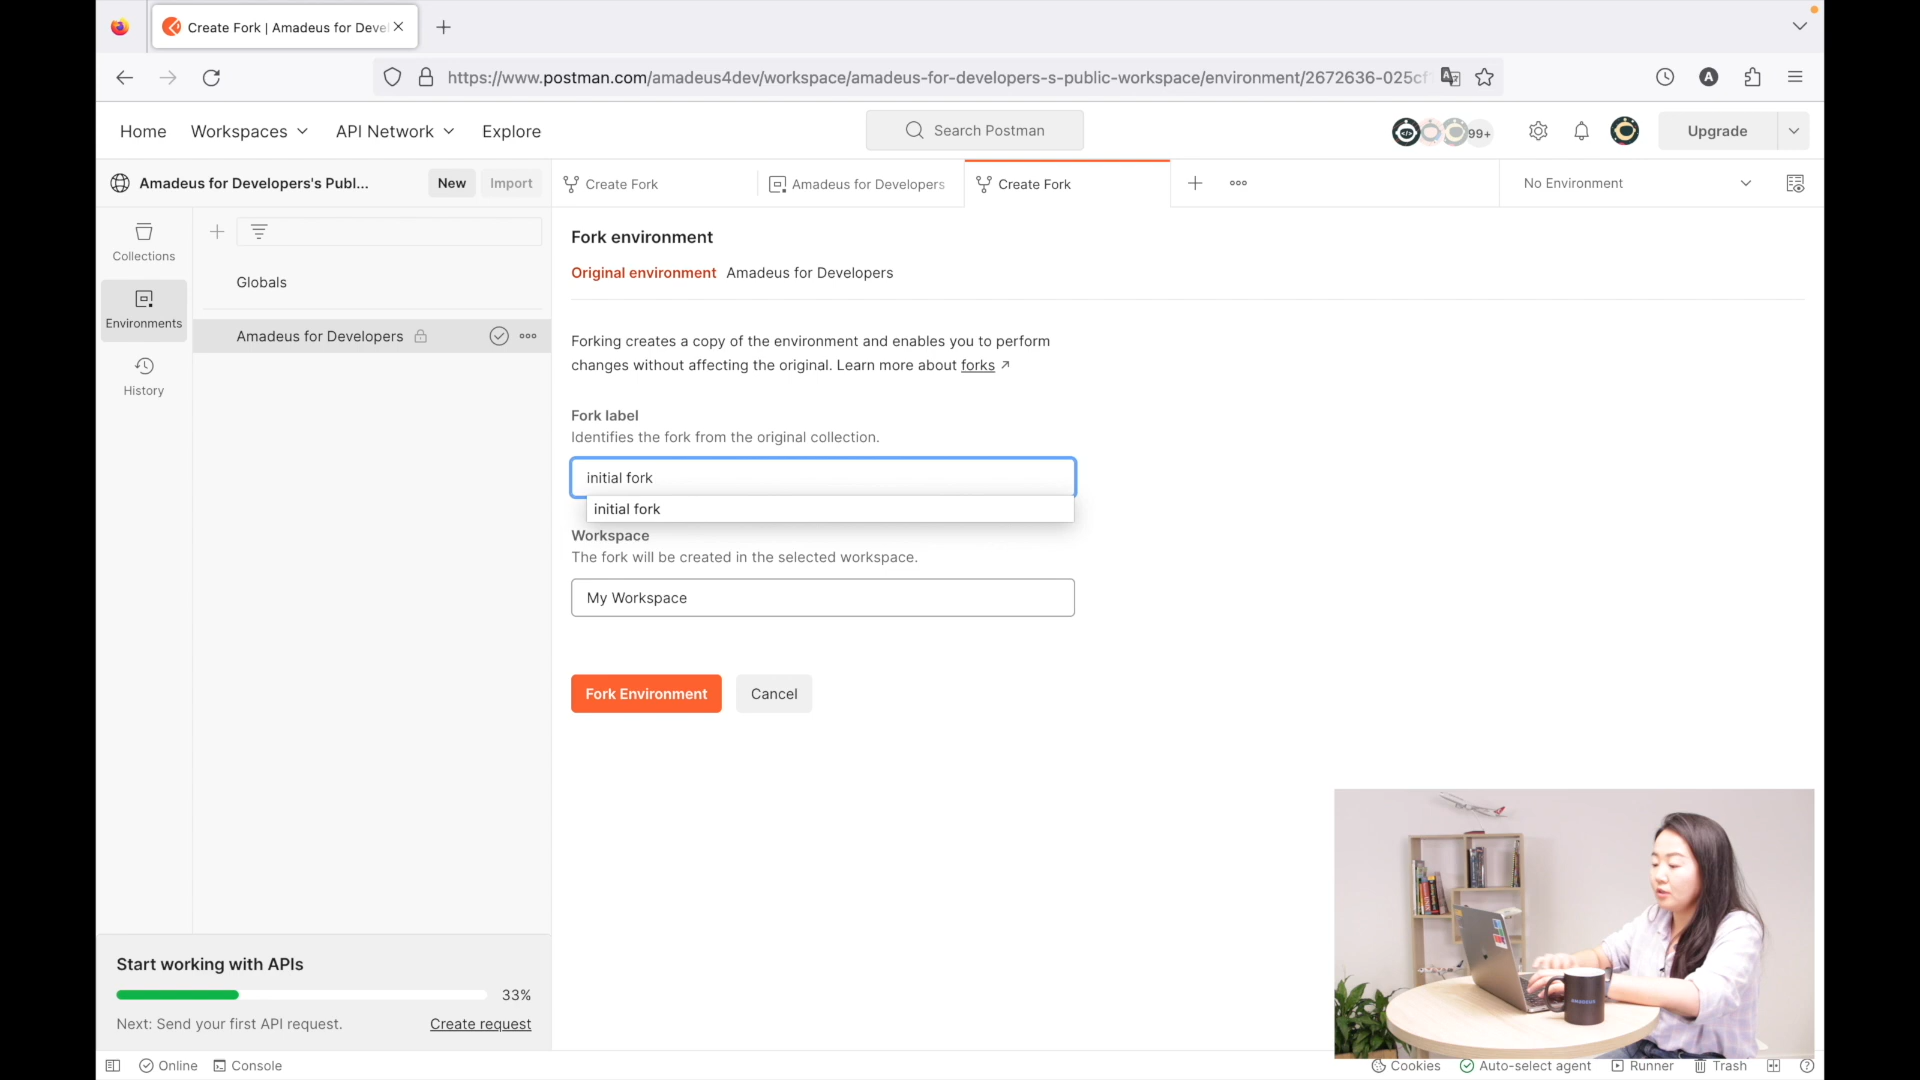 Create Fork | Amadeus for Deve
https://www.postman.com/amadeus4dev/workspace/amadeus-for-developers-s-public-workspace/environment/2672636-025cf
A
Home
Workspaces
API Network
Explore
Search Postman
99+
Upgrade
Amadeus for Developers's Publ...
New
Import
Create Fork
Amadeus for Developers
Create Fork
No Environment
Collections
Environments
History
Globals
Amadeus for Developers
Fork environment
Original environment Amadeus for Developers
Forking creates a copy of the environment and enables you to perform
changes without affecting the original. Learn more about forks ↗
Fork label
Identifies the fork from the original collection.
initial fork
initial fork
Workspace
The fork will be created in the selected workspace.
My Workspace
Fork Environment
Cancel
Start working with APIs
33%
Next: Send your first API request.
Create request
AMADEUS
Online
Console
Cookies
Auto-select agent
Runner
Trash